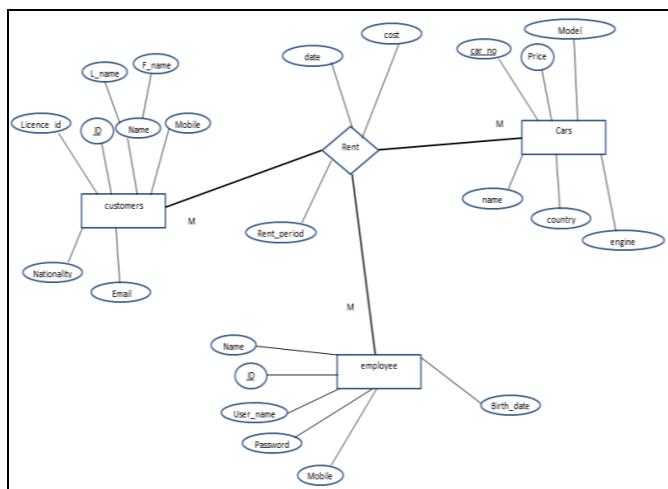 Model
cost
F_name
car_no
Price
date
L_name
Licence_id
ID
Name
Mobile
M
Cars
Rent
customers
name
M
country
Rent_period
engine
Nationality
Email
M
Name
employee
ID
Birth_date
User_name
Password
Mobile